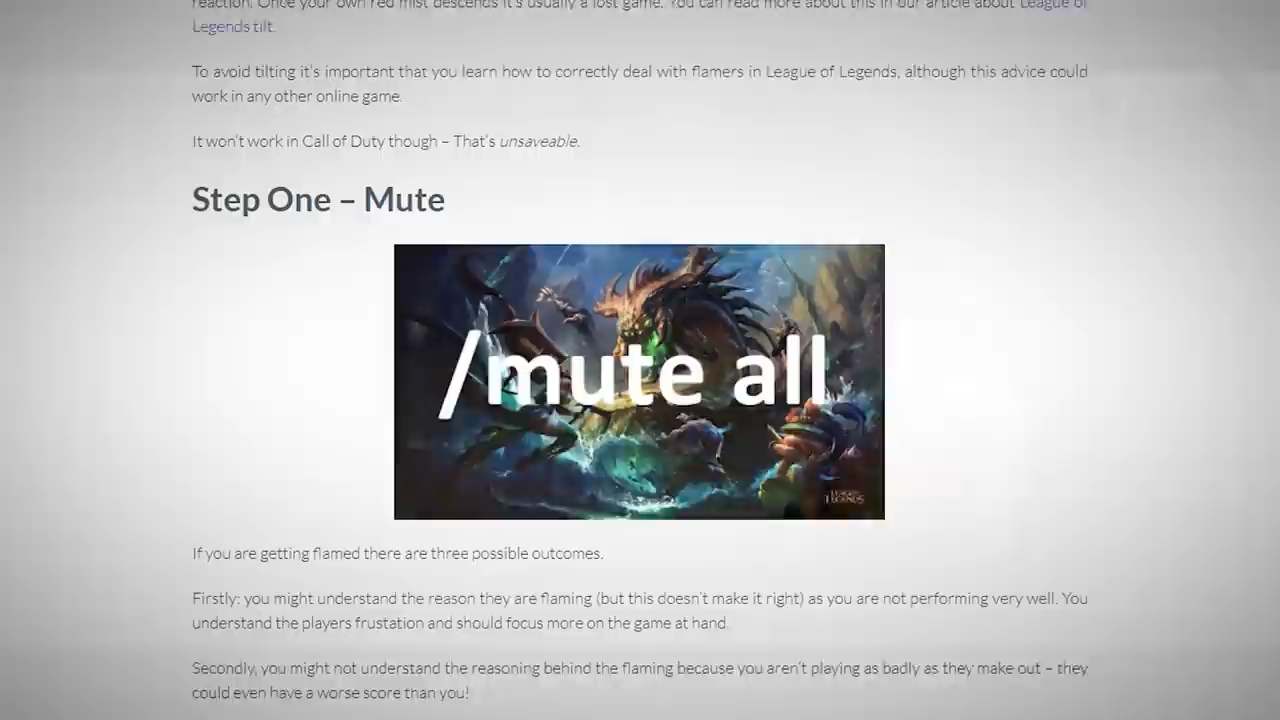 reaction. Once your own red mist descends it's usually a lost game. You can read more about this in our article about League of
Legends tilt.
To avoid tilting it's important that you learn how to correctly deal with flamers in League of Legends, although this advice could
work in any other online game.
It won't work in Call of Duty though – That's unsaveable.
Step One – Mute
/mute all
LEAGUE OF
LEGENDS
If you are getting flamed there are three possible outcomes.
Firstly: you might understand the reason they are flaming (but this doesn't make it right) as you are not performing very well. You
understand the players frustation and should focus more on the game at hand.
Secondly, you might not understand the reasoning behind the flaming because you aren't playing as badly as they make out – they
could even have a worse score than you!